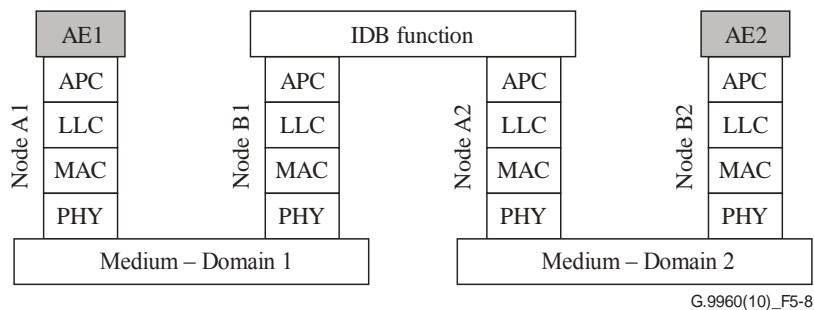 AE1 IDB function AE2
Node A1 APC Node B1 APC Node A2 APC Node B2 APC
LLC LLC LLC LLC
MAC MAC MAC MAC
PHY PHY PHY PHY
Medium – Domain 1 Medium – Domain 2
G.9960(10)_F5-8